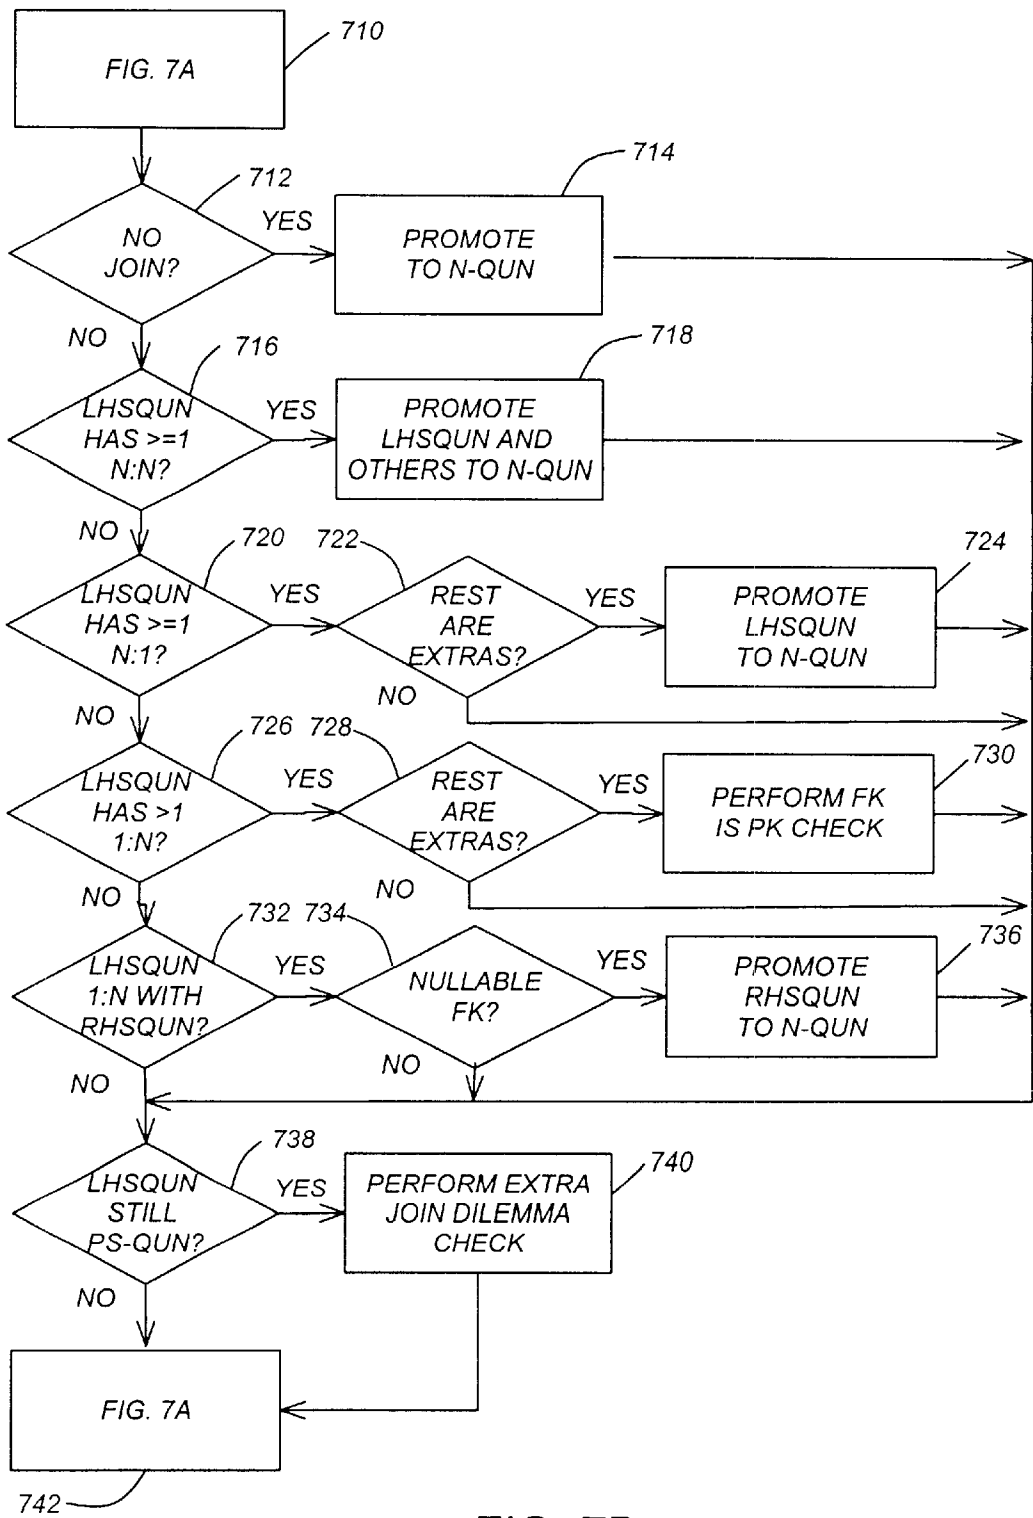 710
FIG. 7A
712
714
NO
JOIN?
YES
PROMOTE
TO N-QUN
NO
716
718
LHSQUN
HAS >=1
N:N?
YES
PROMOTE
LHSQUN AND
OTHERS TO N-QUN
NO
720
722
724
LHSQUN
HAS >=1
N:1?
YES
REST
ARE
EXTRAS?
YES
PROMOTE
LHSQUN
TO N-QUN
NO
NO
726
728
730
LHSQUN
HAS >1
1:N?
YES
REST
ARE
EXTRAS?
YES
PERFORM FK
IS PK CHECK
NO
NO
732
734
736
LHSQUN
1:N WITH
RHSQUN?
YES
NULLABLE
FK?
YES
PROMOTE
RHSQUN
TO N-QUN
NO
NO
738
740
LHSQUN
STILL
PS-QUN?
YES
PERFORM EXTRA
JOIN DILEMMA
CHECK
NO
FIG. 7A
742